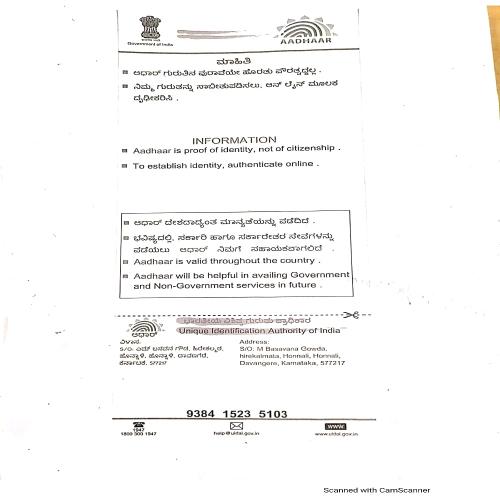 Government of India
AADHAAR
ಮಾಹಿತಿ
ಆಧಾರ್ ಗುರುತಿನ ಪುರಾವೆಯೇ ಹೊರತು ಪೌರತ್ವದ್ದಲ್ಲ .
ನಿಮ್ಮ ಗುರುತನ್ನು ಸಾಬೀತುಪಡಿಸಲು, ಆನ್ ಲೈನ್ ಮೂಲಕ
ದೃಢೀಕರಿಸಿ .
INFORMATION
Aadhaar is proof of identity, not of citizenship .
To establish identity, authenticate online .
ಆಧಾರ್ ದೇಶದಾದ್ಯಂತ ಮಾನ್ಯತೆಯನ್ನು ಪಡೆದಿದೆ .
ಭವಿಷ್ಯದಲ್ಲಿ, ಸರ್ಕಾರಿ ಹಾಗೂ ಸರ್ಕಾರೇತರ ಸೇವೆಗಳನ್ನು
ಪಡೆಯಲು ಆಧಾರ್ ನಿಮಗೆ ಸಹಾಯಕವಾಗಲಿದೆ .
Aadhaar is valid throughout the country .
Aadhaar will be helpful in availing Government
and Non-Government services in future .
ಭಾರತೀಯ ವಿಶಿಷ್ಟ ಗುರುತು ಪ್ರಾಧಿಕಾರ
Unique Identification Authority of India
ಆಧಾರ್
ವಿಳಾಸ:
S/O: ಎಮ್ ಬಸವನ ಗೌಡ, ಹಿರೇಕಲ್ಮಠ,
ಹೊನ್ನಾಳಿ, ಹೊನ್ನಾಳಿ, ದಾವಣಗೆರೆ,
ಕರ್ನಾಟಕ, 577217
Address:
S/O: M Basavana Gowda,
hirekalmata, Honnali, Honnali,
Davangere, Karnataka, 577217
9384 1523 5103
1947
1800 300 1947
help@uidai.gov.in
www
www.uidai.gov.in
Scanned with CamScanner